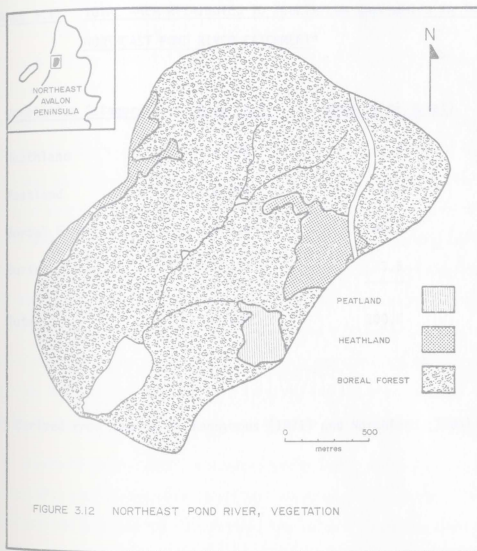 N
NORTHEAST
AVALON
PENINSULA
PEATLAND
HEATHLAND
BOREAL FOREST
0 500
metres
FIGURE 3.12 NORTHEAST POND RIVER, VEGETATION